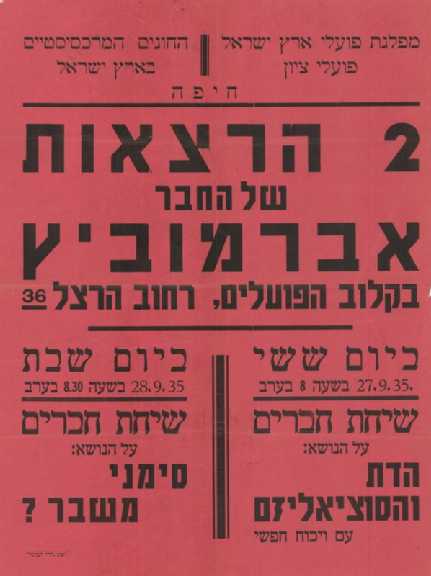 מפלגת פועלי ארץ ישראל
פועלי ציון
החוגים המרכסיסטיים
בארץ ישראל
חיפה
2 הרצאות
של החבר
אברמוביץ
בקלוב הפועלים, רחוב הרצל 36
ביום ששי
27.9.35. בשעה 8 בערב
שיחת חברים
על הנושא:
הדת
והסוציאליזם
עם ויכוח חפשי
ביום שבת
28.9.35 בשעה 8.30 בערב
שיחת חברים
על הנושא:
סימני
משבר ?